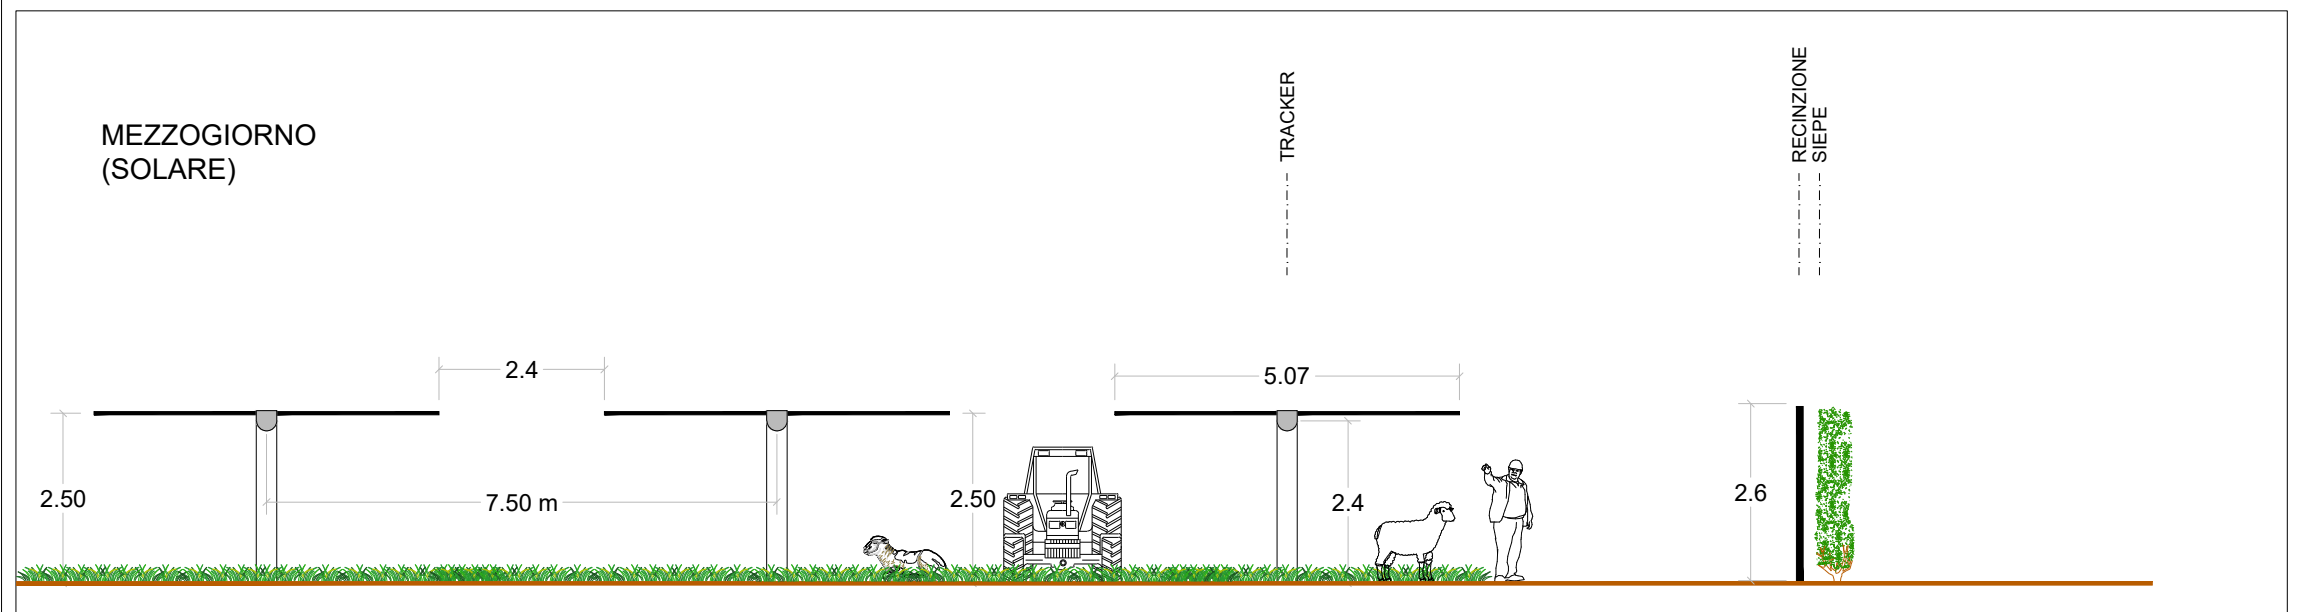 TRACKER
RECINZIONE
SIEPE
MEZZOGIORNO
(SOLARE)
2.4
5.07
2.50
7.50 m
2.50
2.4
2.6